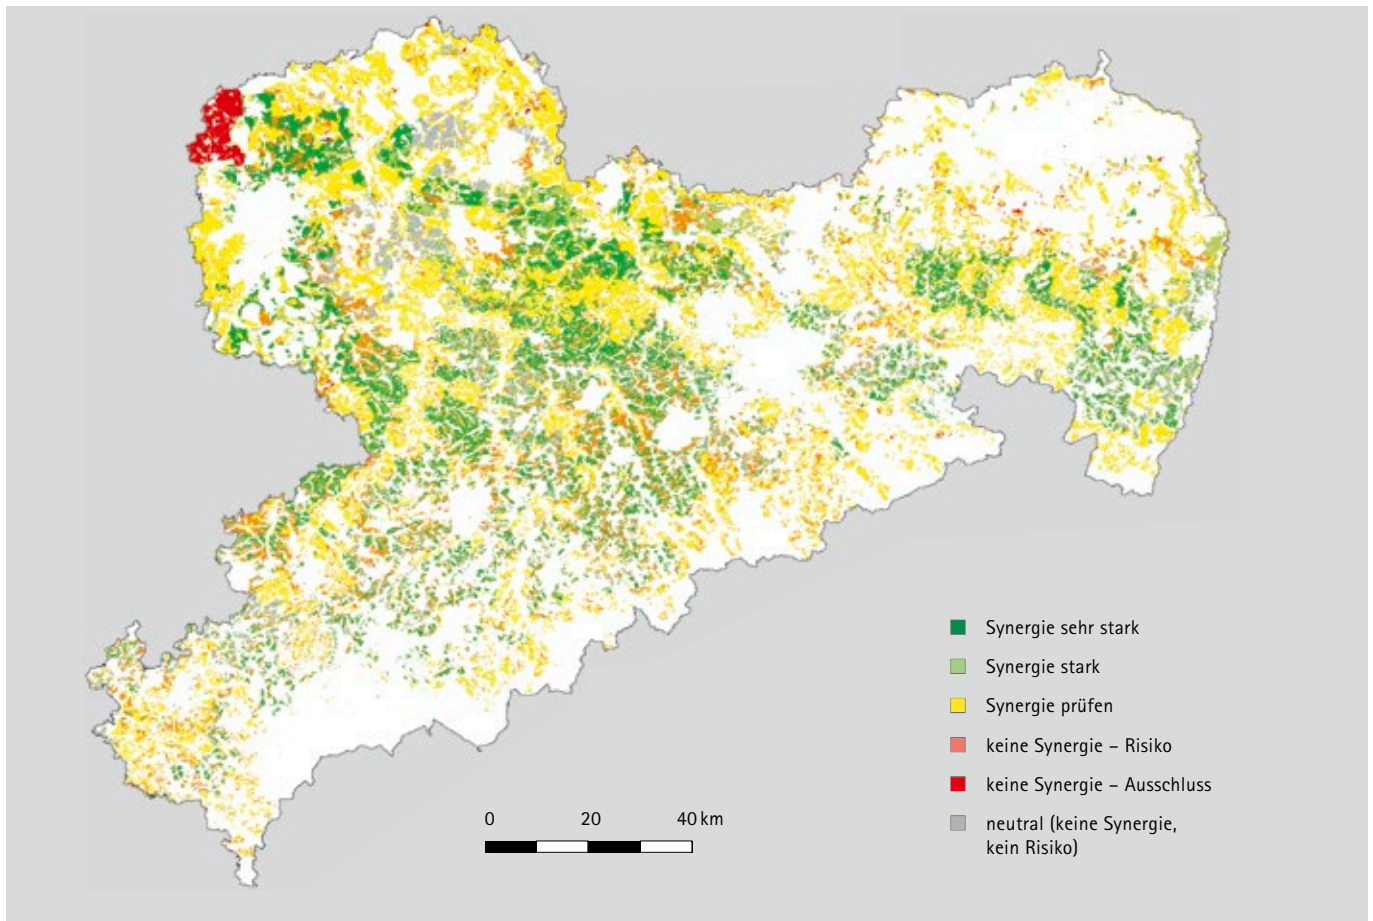 Synergie sehr stark
Synergie stark
Synergie prüfen
keine Synergie – Risiko
keine Synergie – Ausschluss
neutral (keine Synergie,
kein Risiko)
0 20 40 km